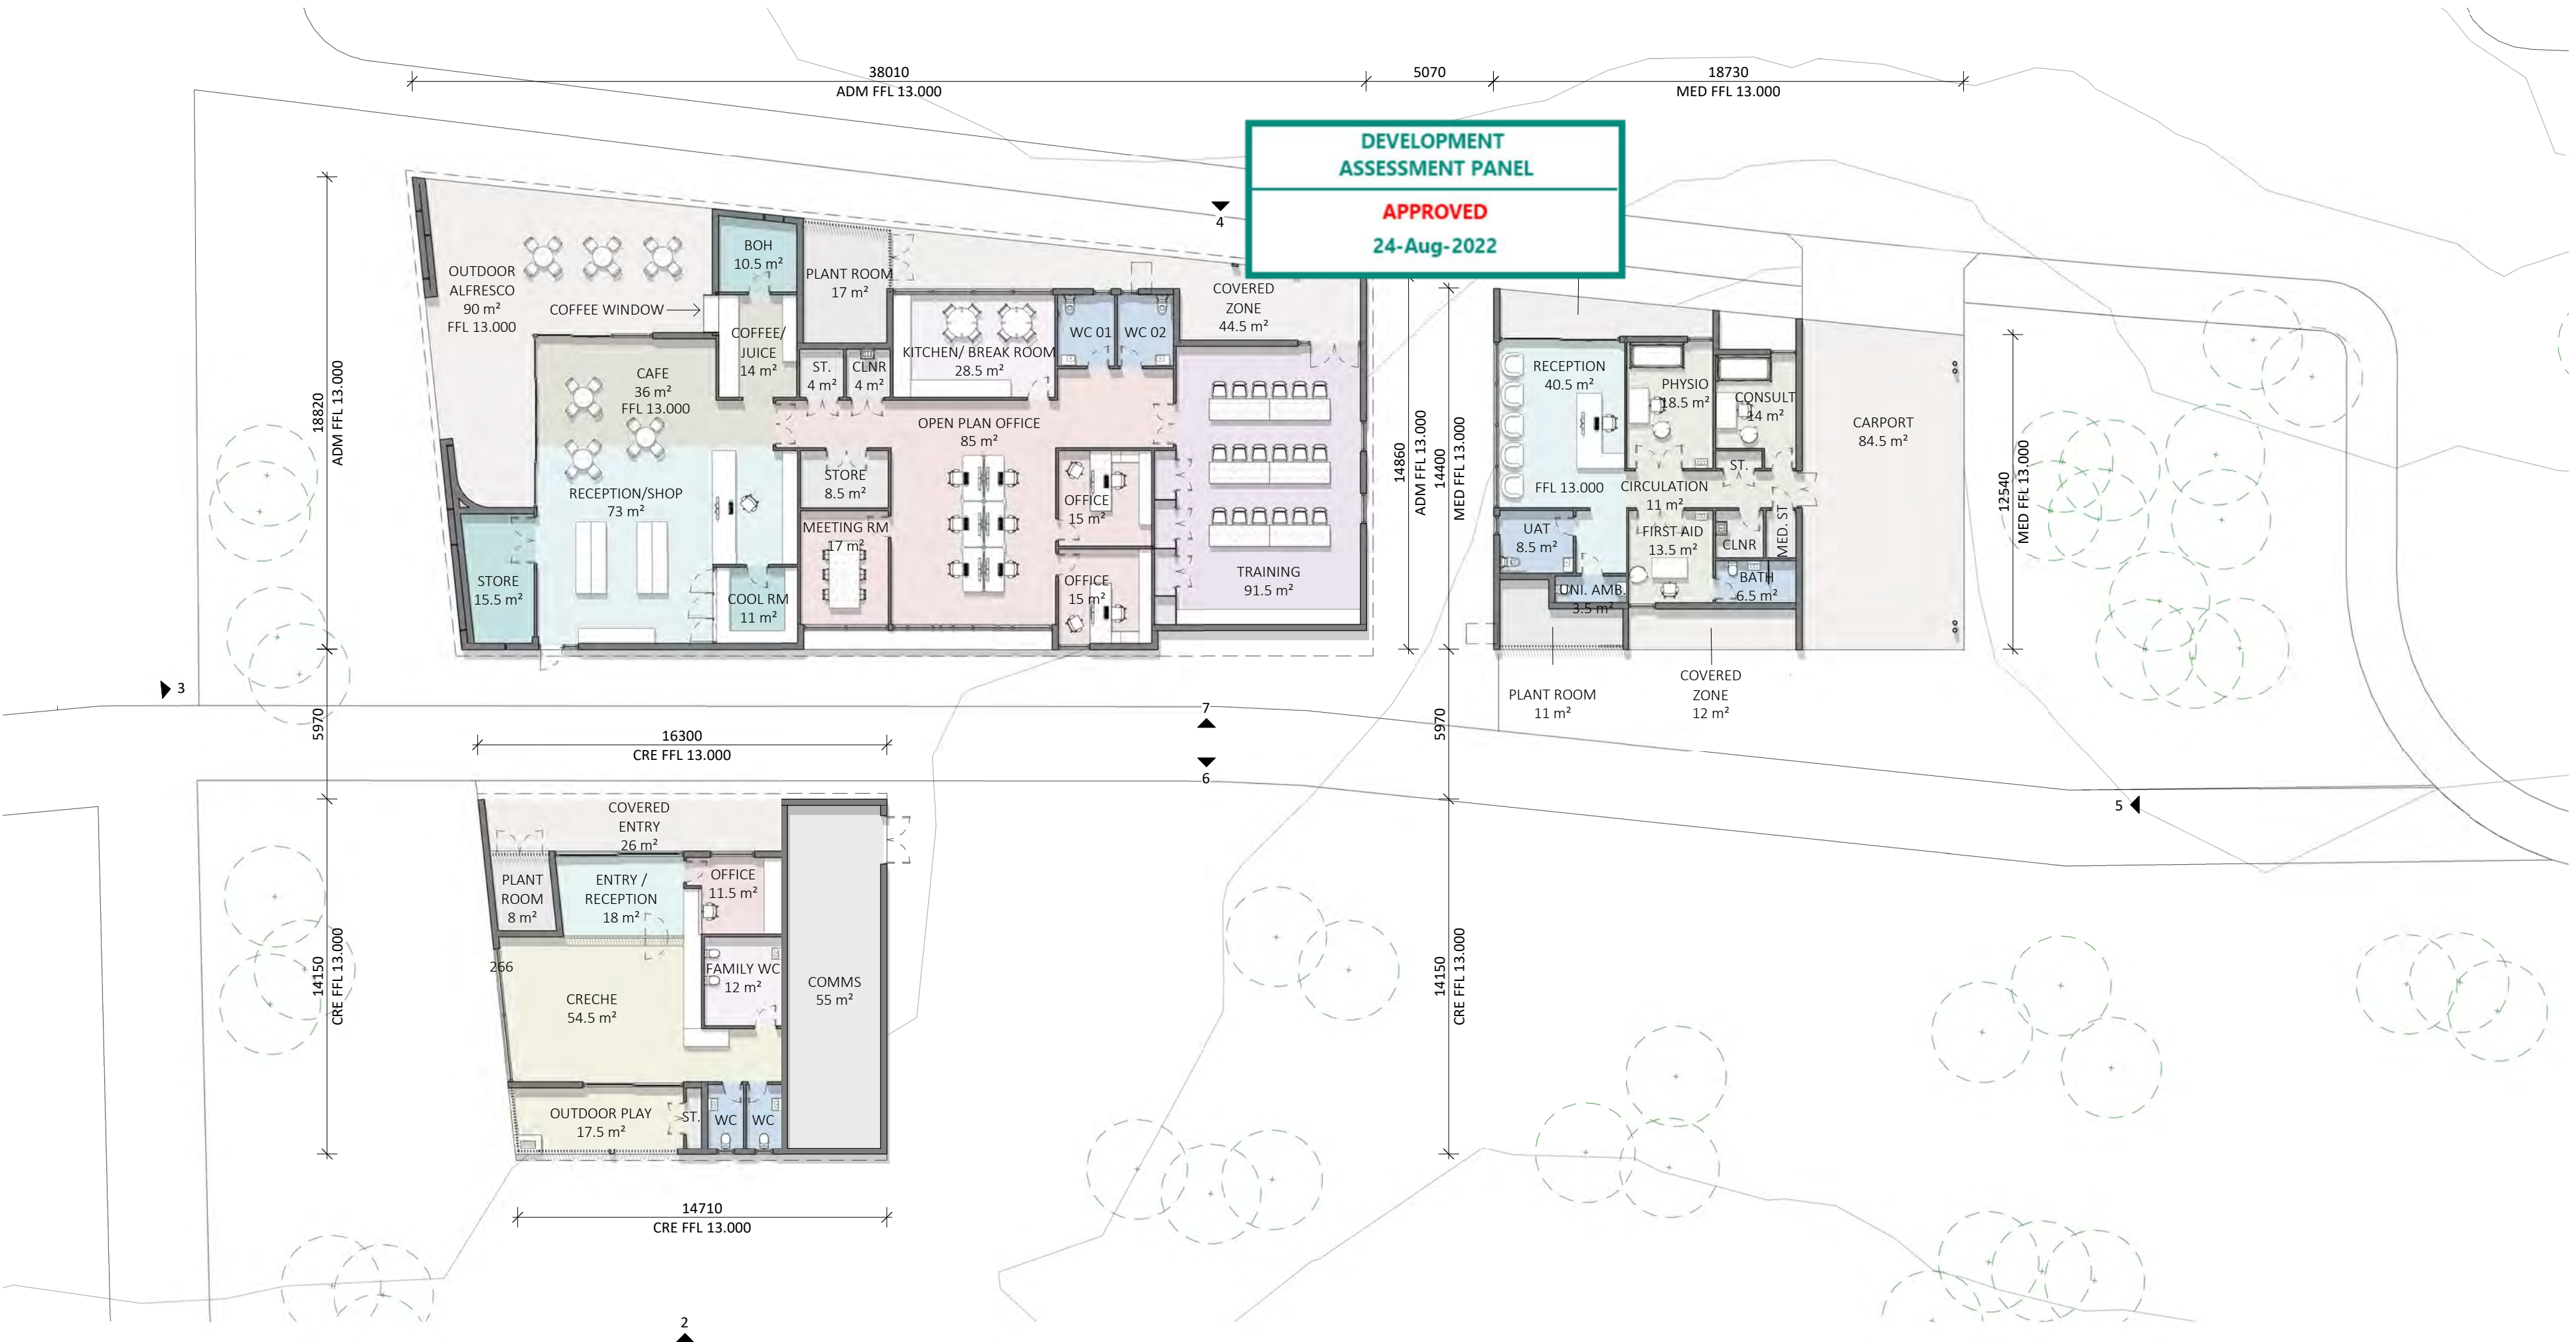 38010
ADM FFL 13.000
5070
18730
MED FFL 13.000
DEVELOPMENT
ASSESSMENT PANEL
APPROVED
24-Aug-2022
4
18820
ADM FFL 13.000
OUTDOOR
ALFRESCO
90 m²
FFL 13.000
COFFEE WINDOW
BOH
10.5 m²
PLANT ROOM
17 m²
COFFEE/
JUICE
14 m²
CAFE
36 m²
FFL 13.000
ST.
4 m²
CLNR
4 m²
KITCHEN/ BREAK ROOM
28.5 m²
WC 01
WC 02
COVERED
ZONE
44.5 m²
OPEN PLAN OFFICE
85 m²
RECEPTION/SHOP
73 m²
STORE
8.5 m²
MEETING RM
17 m²
OFFICE
15 m²
OFFICE
15 m²
TRAINING
91.5 m²
STORE
15.5 m²
COOL RM
11 m²
14860
ADM FFL 13.000
14400
MED FFL 13.000
RECEPTION
40.5 m²
FFL 13.000
PHYSIO
18.5 m²
CONSULT
14 m²
CARPORT
84.5 m²
ST.
CIRCULATION
11 m²
UAT
8.5 m²
FIRST AID
13.5 m²
CLNR
MED. ST
BATH
6.5 m²
UNI. AMB.
3.5 m²
PLANT ROOM
11 m²
COVERED
ZONE
12 m²
12540
MED FFL 13.000
3
5970
7
6
5970
5
16300
CRE FFL 13.000
COVERED
ENTRY
26 m²
PLANT
ROOM
8 m²
ENTRY /
RECEPTION
18 m²
OFFICE
11.5 m²
266
FAMILY WC
12 m²
CRECHE
54.5 m²
COMMS
55 m²
OUTDOOR PLAY
17.5 m²
ST.
WC
WC
14150
CRE FFL 13.000
14150
CRE FFL 13.000
14710
CRE FFL 13.000
2